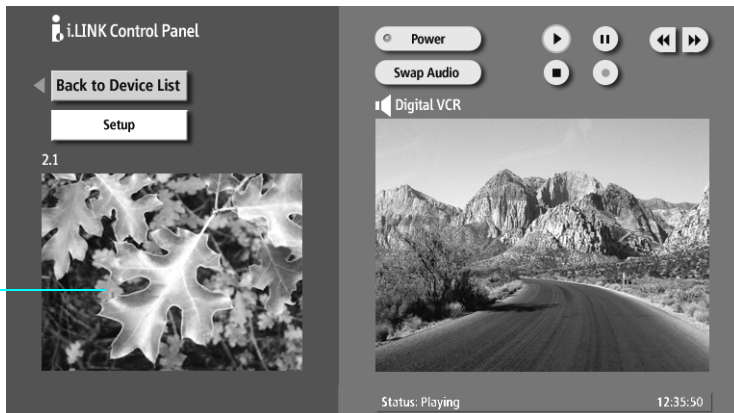 i.LINK Control Panel
Back to Device List
Setup
2.1
Power
Swap Audio
Digital VCR
Status: Playing
12:35:50